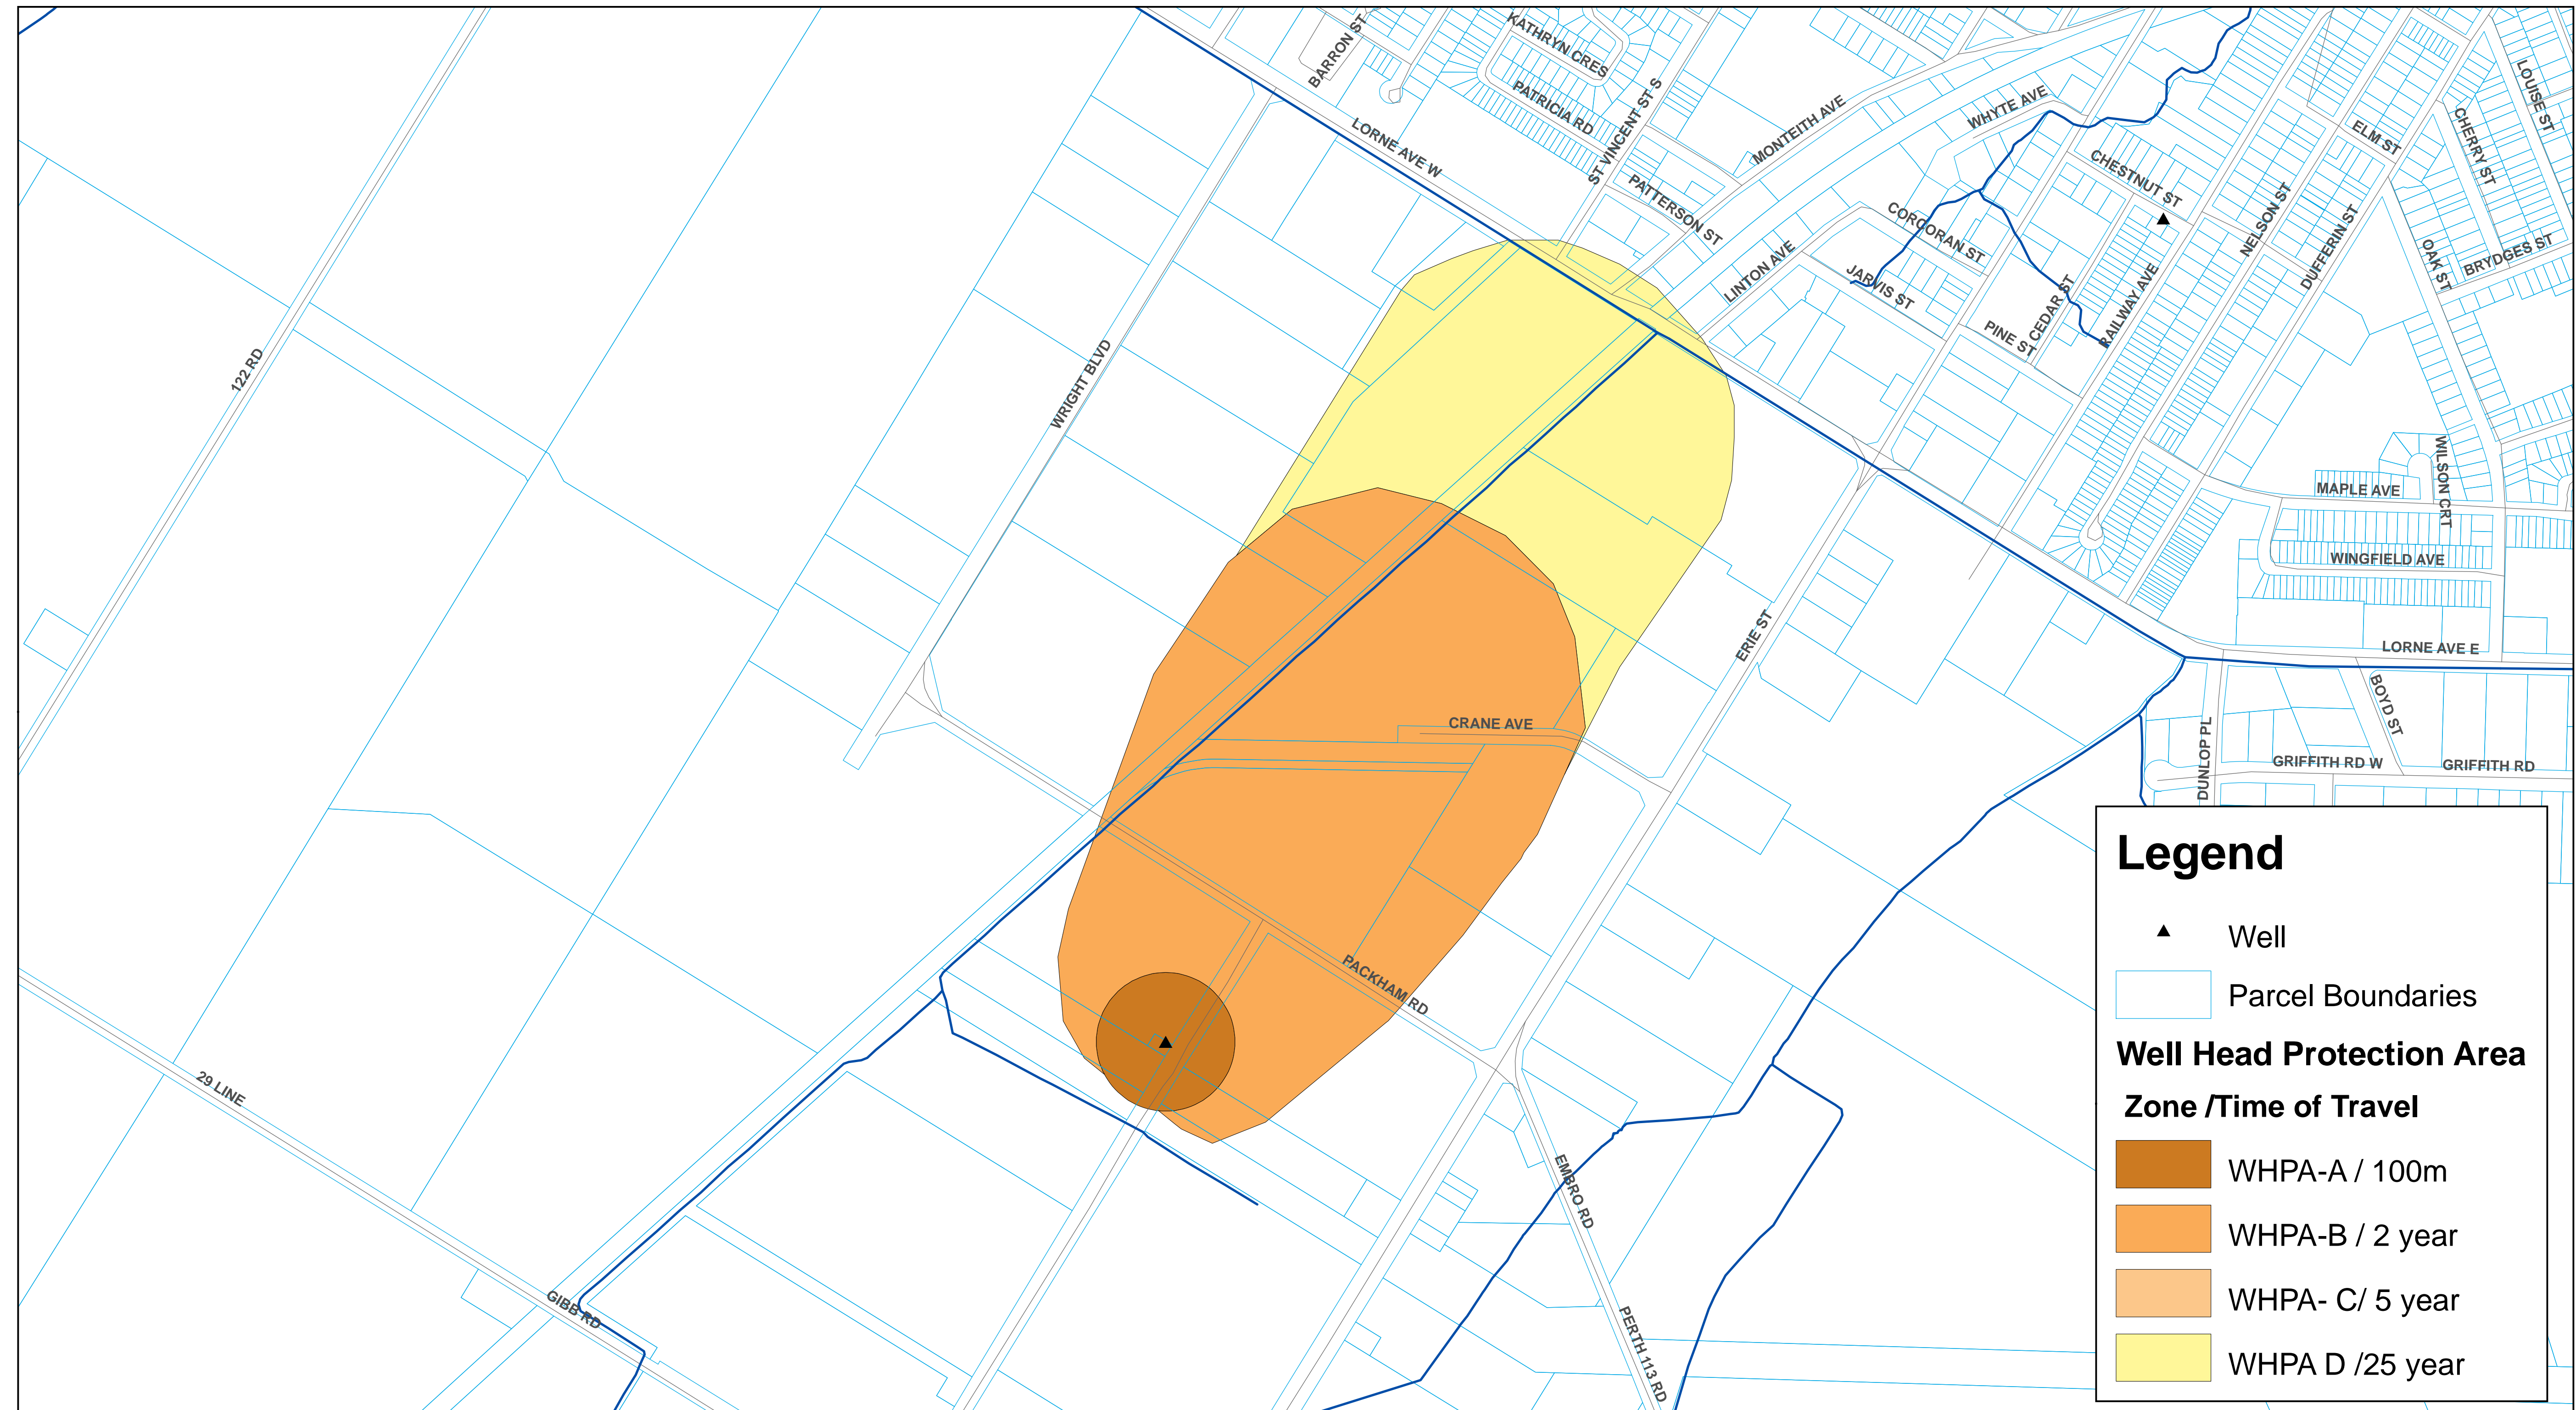 BARRON ST
KATHRYN CRES
PATRICIA RD
ST VINCENT ST S
LORNE AVE W
MONTEITH AVE
WHYTE AVE
PATTERSON ST
LINTON AVE
CORCORAN ST
JARVIS ST
CHESTNUT ST
PINE ST
CEDAR ST
RAILWAY AVE
NELSON ST
DUFFERIN ST
ELM ST
CHERRY ST
LOUISE ST
OAK ST
BRYDGES ST
122 RD
WRIGHT BLVD
MAPLE AVE
WILSON CRT
WINGFIELD AVE
ERIE ST
LORNE AVE E
BOYD ST
DUNLOP PL
GRIFFITH RD W
GRIFFITH RD
CRANE AVE
PACKHAM RD
29 LINE
GIBB RD
EMBRO RD
PERTH 113 RD
Legend
Well
Parcel Boundaries
Well Head Protection Area
Zone /Time of Travel
WHPA-A / 100m
WHPA-B / 2 year
WHPA- C/ 5 year
WHPA D /25 year